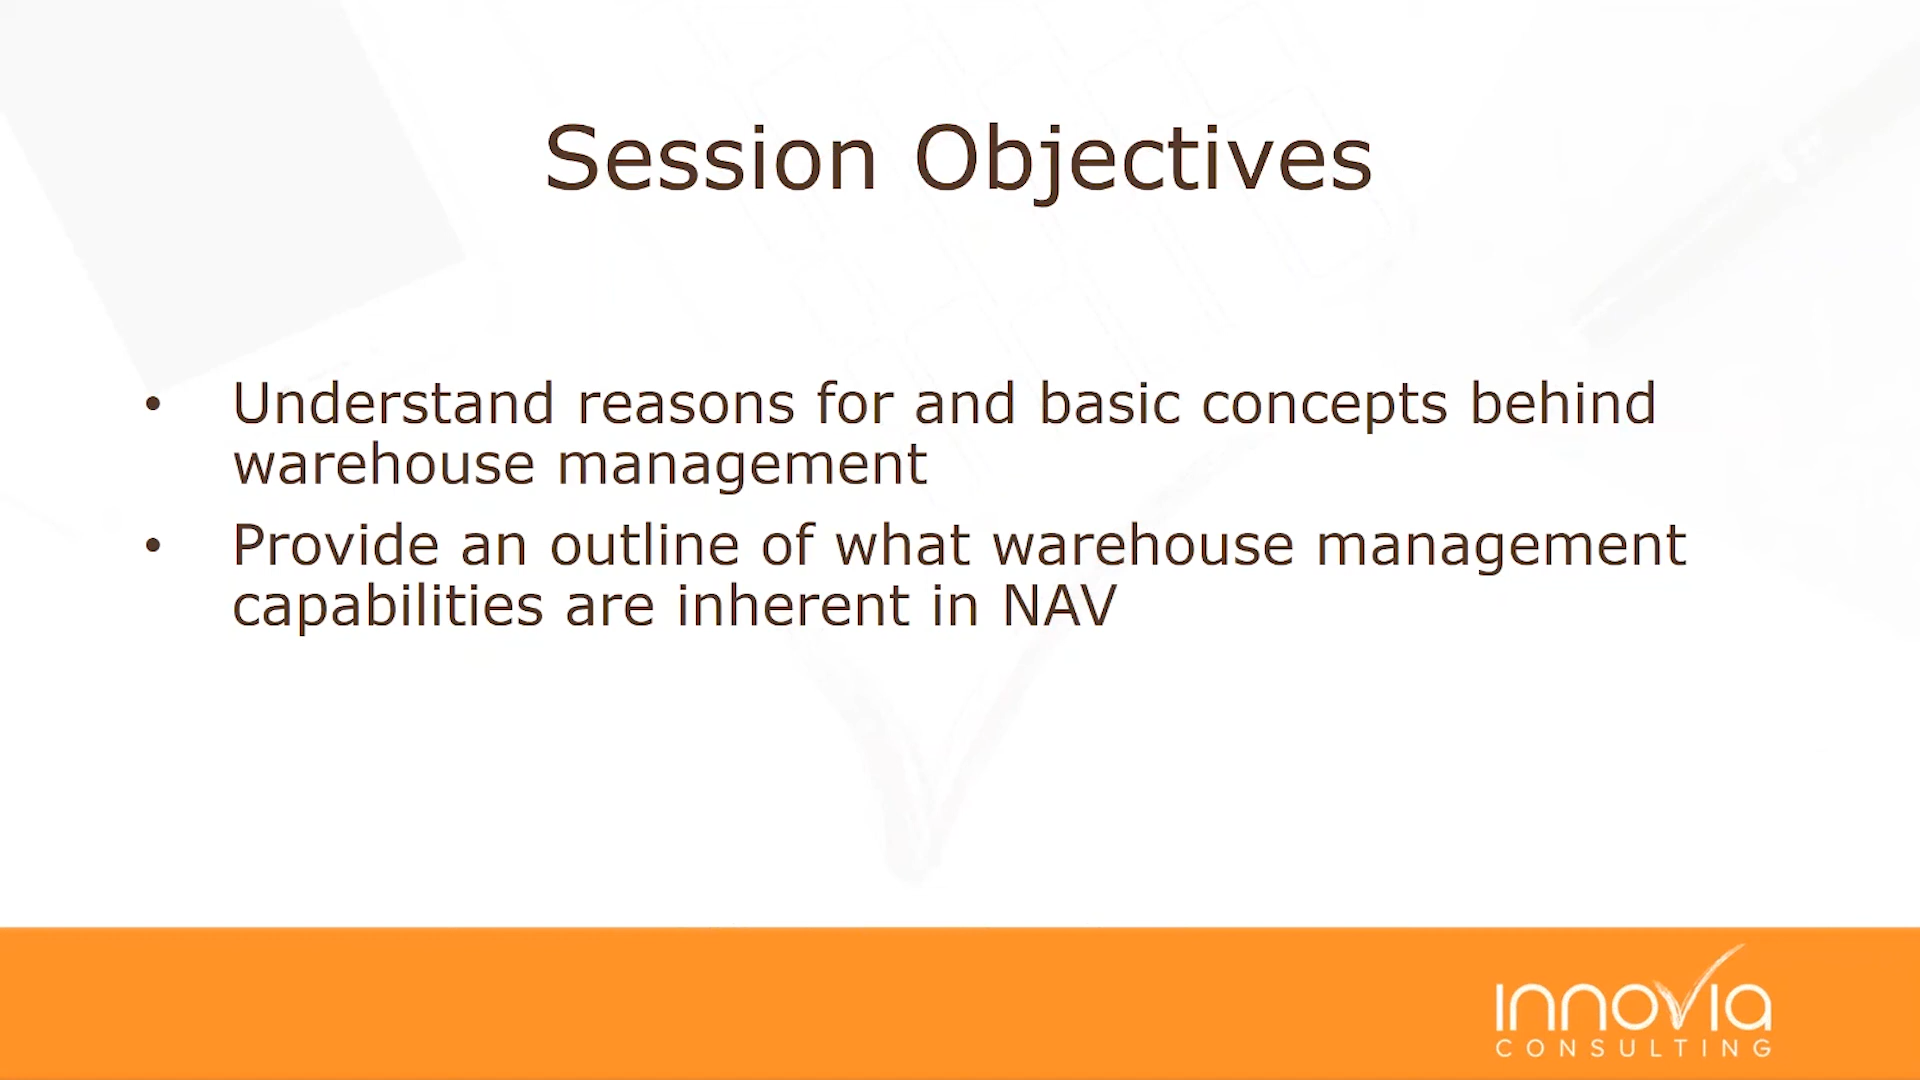 Session Objectives
• Understand reasons for and basic concepts behind
warehouse management
• Provide an outline of what warehouse management
capabilities are inherent in NAV
innovia
CONSULTING